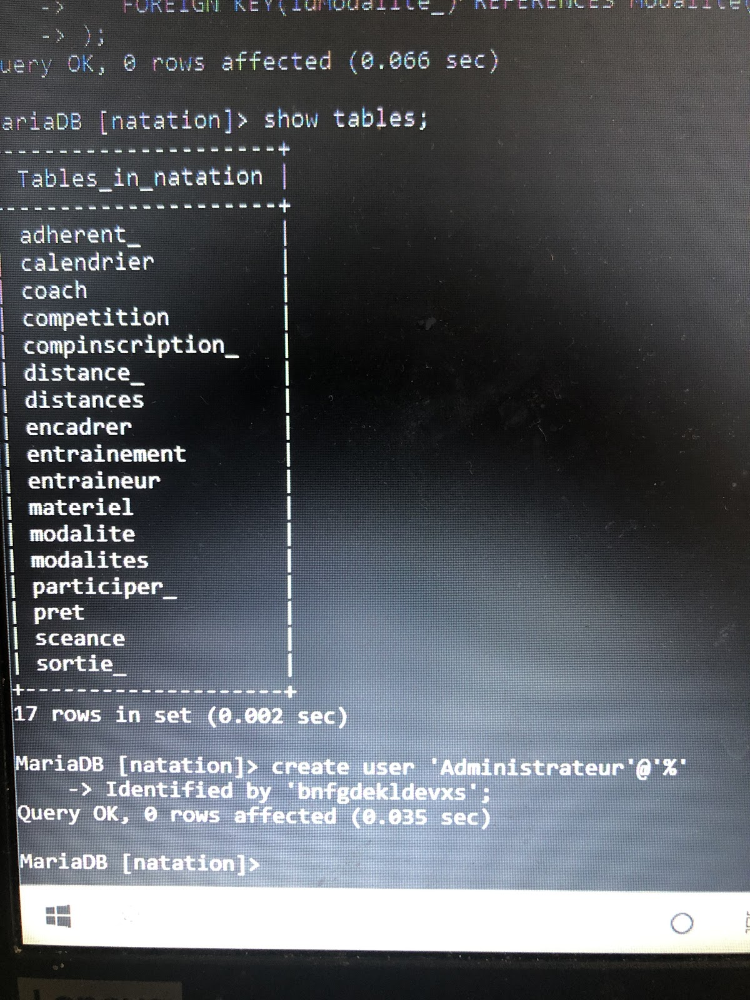 -> FOREIGN KEY(idModalite_) REFERENCES Modalite(
-> );
uery OK, 0 rows affected (0.066 sec)
ariaDB [natation]> show tables;
--------------------+
Tables_in_natation |
--------------------+
adherent_ |
calendrier |
| coach |
| competition |
| compinscription_ |
| distance_ |
| distances |
| encadrer |
| entrainement |
| entraineur |
| materiel |
| modalite |
| modalites |
| participer_ |
| pret |
| sceance |
| sortie_ |
+--------------------+
17 rows in set (0.002 sec)
MariaDB [natation]> create user 'Administrateur'@'%'
-> Identified by 'bnfgdekldevxs';
Query OK, 0 rows affected (0.035 sec)
MariaDB [natation]>